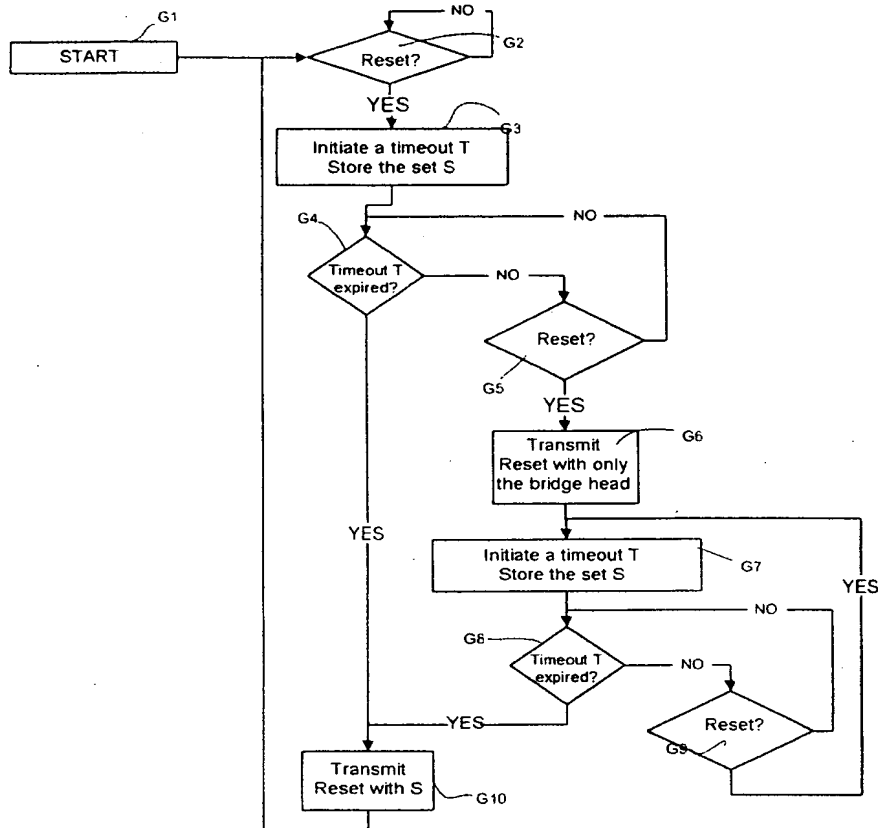 G1
START
NO
G2
Reset?
YES
G3
Initiate a timeout T
Store the set S
G4
NO
Timeout T
expired?
NO
Reset?
G5
YES
G6
Transmit
Reset with only
the bridge head
YES
Initiate a timeout T
Store the set S
G7
YES
NO
G8
Timeout T
expired?
NO
Reset?
G9
YES
Transmit
Reset with S
G10